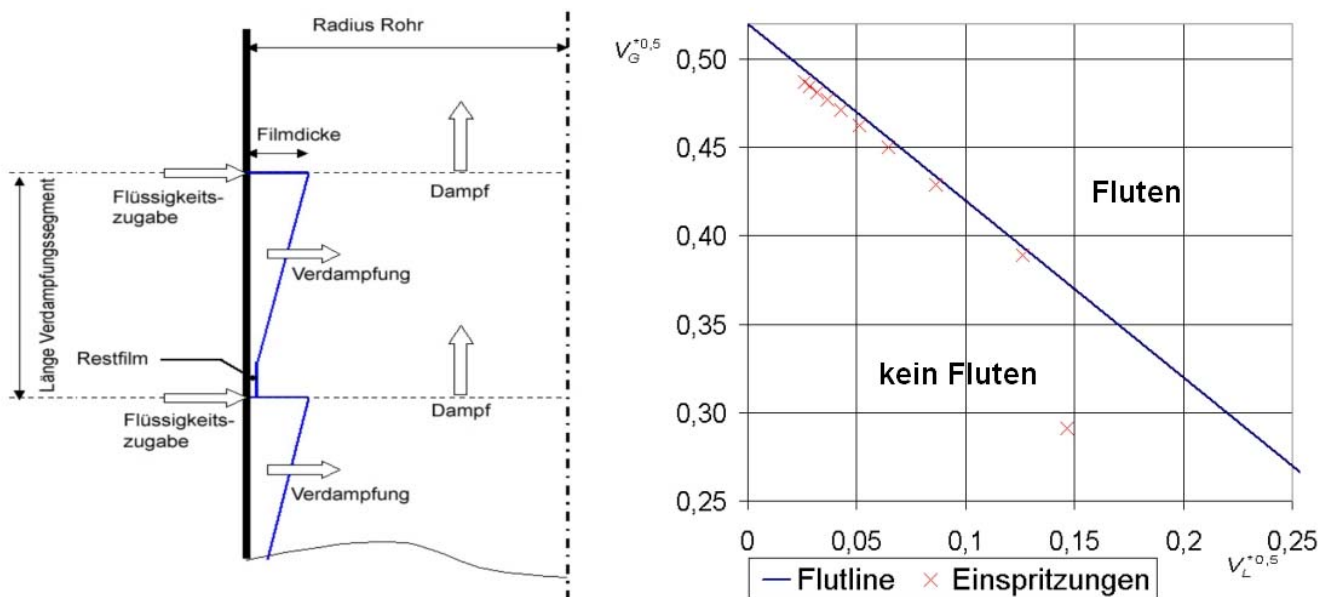 Radius Rohr
Filmdicke
Flüssigkeits-
zugabe
Dampf
Verdampfung
Länge Verdampfungssegment
Restfilm
Flüssigkeits-
zugabe
Dampf
Verdampfung
V_G^{*0,5}
0,50
0,45
0,40
0,35
0,30
0,25
Fluten
kein Fluten
0
0,05
0,1
0,15
0,2
0,25
V_L^{*0,5}
Flutline
Einspritzungen